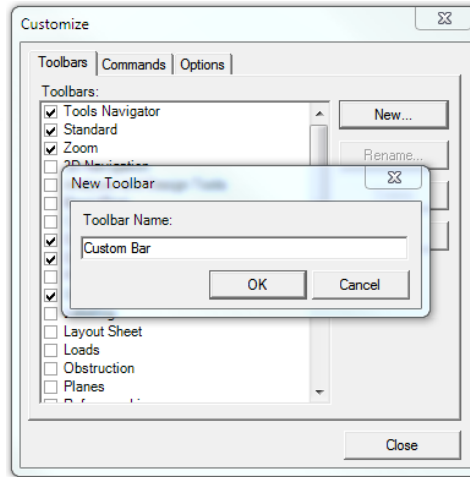 Customize
Toolbars Commands Options
Toolbars:
Tools Navigator
Standard
Zoom
New...
Rename...
New Toolbar
Toolbar Name:
Custom Bar
OK Cancel
Layout Sheet
Loads
Obstruction
Planes
Close